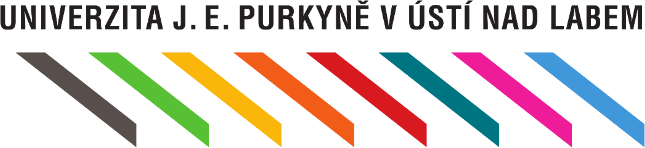 UNIVERZITA J. E. PURKYNĚ V ÚSTÍ NAD LABEM